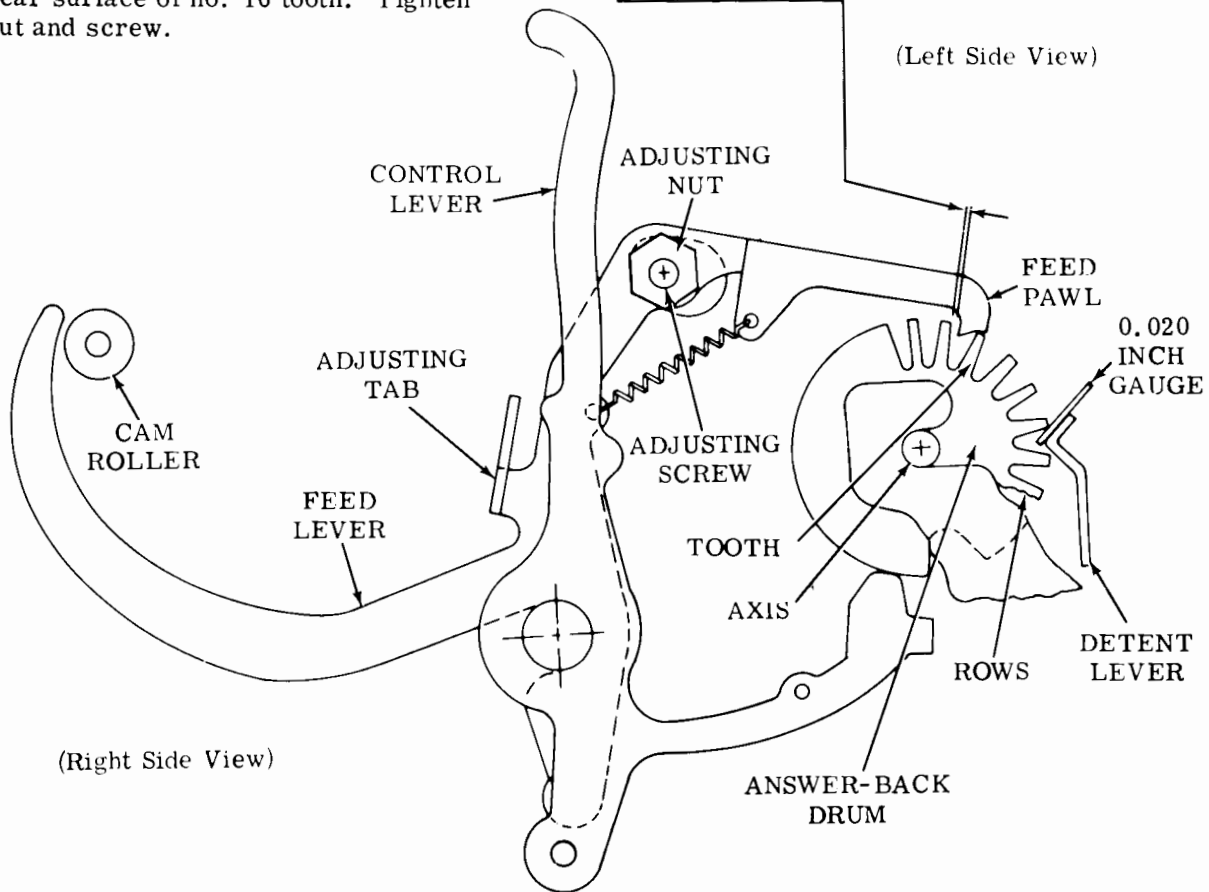 surface of no. 16 tooth. Tighten
and screw.
(Left Side View)
ADJUSTING
NUT
CONTROL
LEVER
FEED
PAWL
0.020
INCH
GAUGE
ADJUSTING
TAB
CAM
ROLLER
ADJUSTING
SCREW
FEED
LEVER
TOOTH
AXIS
ROWS
DETENT
LEVER
(Right Side View)
ANSWER-BACK
DRUM